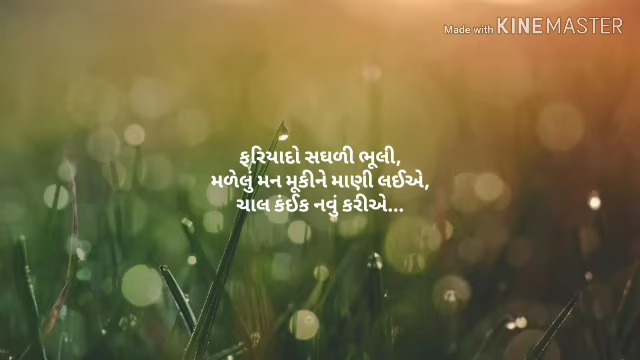 Made with KINEMASTER
ફરિયાદો સઘળી ભૂલી,
મળેલું મન મૂકીને માણી લઈએ,
ચાલ કંઈક નવું કરીએ...